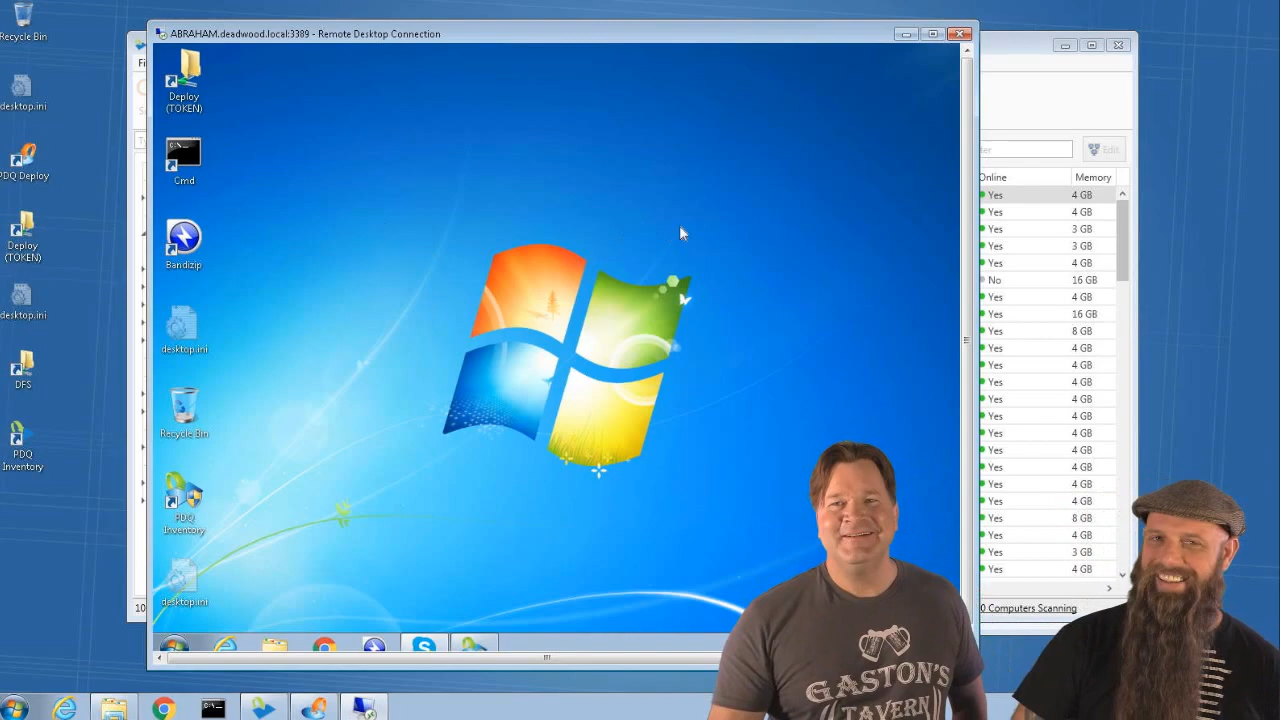 ABRAHAM.deadwood.local:3389 - Remote Desktop Connection
Recycle Bin
desktop.ini
PDQ Deploy
Deploy
(TOKEN)
desktop.ini
DFS
PDQ
Inventory
Deploy
(TOKEN)
Cmd
Bandizip
desktop.ini
Recycle Bin
PDQ
Inventory
desktop.ini
Edit
Online
Memory
Yes 4 GB
Yes 4 GB
Yes 3 GB
Yes 3 GB
Yes 4 GB
No 16 GB
Yes 4 GB
Yes 16 GB
Yes 8 GB
Yes 4 GB
Yes 4 GB
Yes 4 GB
Yes 4 GB
Yes 4 GB
Yes 4 GB
Yes 4 GB
Yes 4 GB
Yes 4 GB
Yes 4 GB
Yes 8 GB
Yes 4 GB
Yes 3 GB
Yes 4 GB
0 Computers Scanning
GASTON'S
TAVERN